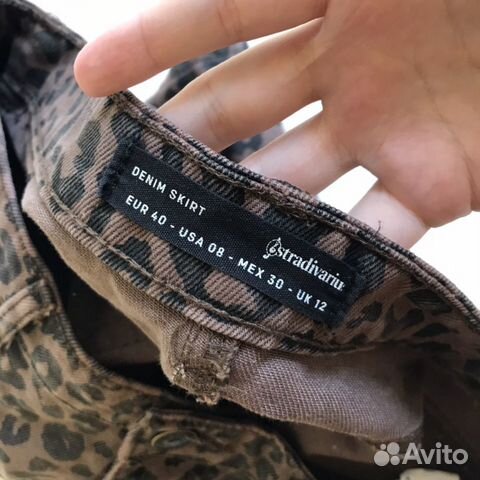 DENIM SKIRT
stradivarius
EUR 40 - USA 08 - MEX 30 - UK 12
Avito